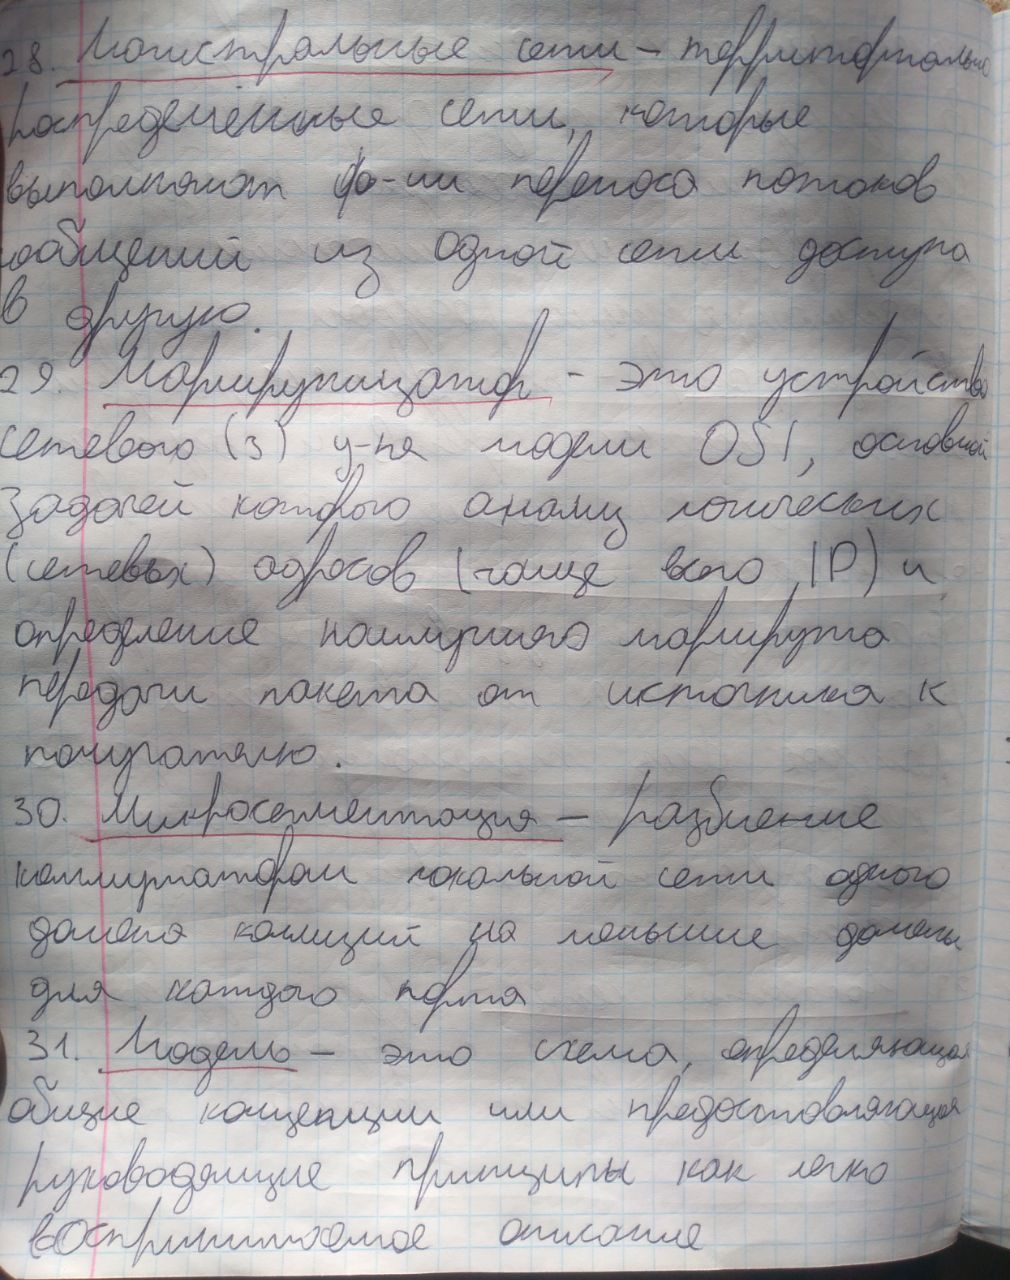 28. Магистральные сети – территориально
распределённые сети, которые
выполняют ф-ии переноса потоков
сообщений из одной сети доступа
в другую.
29. Маршрутизатор – это устройство
сетевого (3) у-ня модели OSI, основной
задачей которого анализ логических
(сетевых) адресов (чаще всего IP) и
определение наилучшего маршрута
передачи пакета от источника к
получателю.
30. Микросегментация – разбиение
коммутатором локальной сети одного
домена коллизий на меньшие домены
для каждого порта
31. Модель – это схема, определяющая
общие концепции или предоставляющая
руководящие принципы как легко
воспринимаемое описание